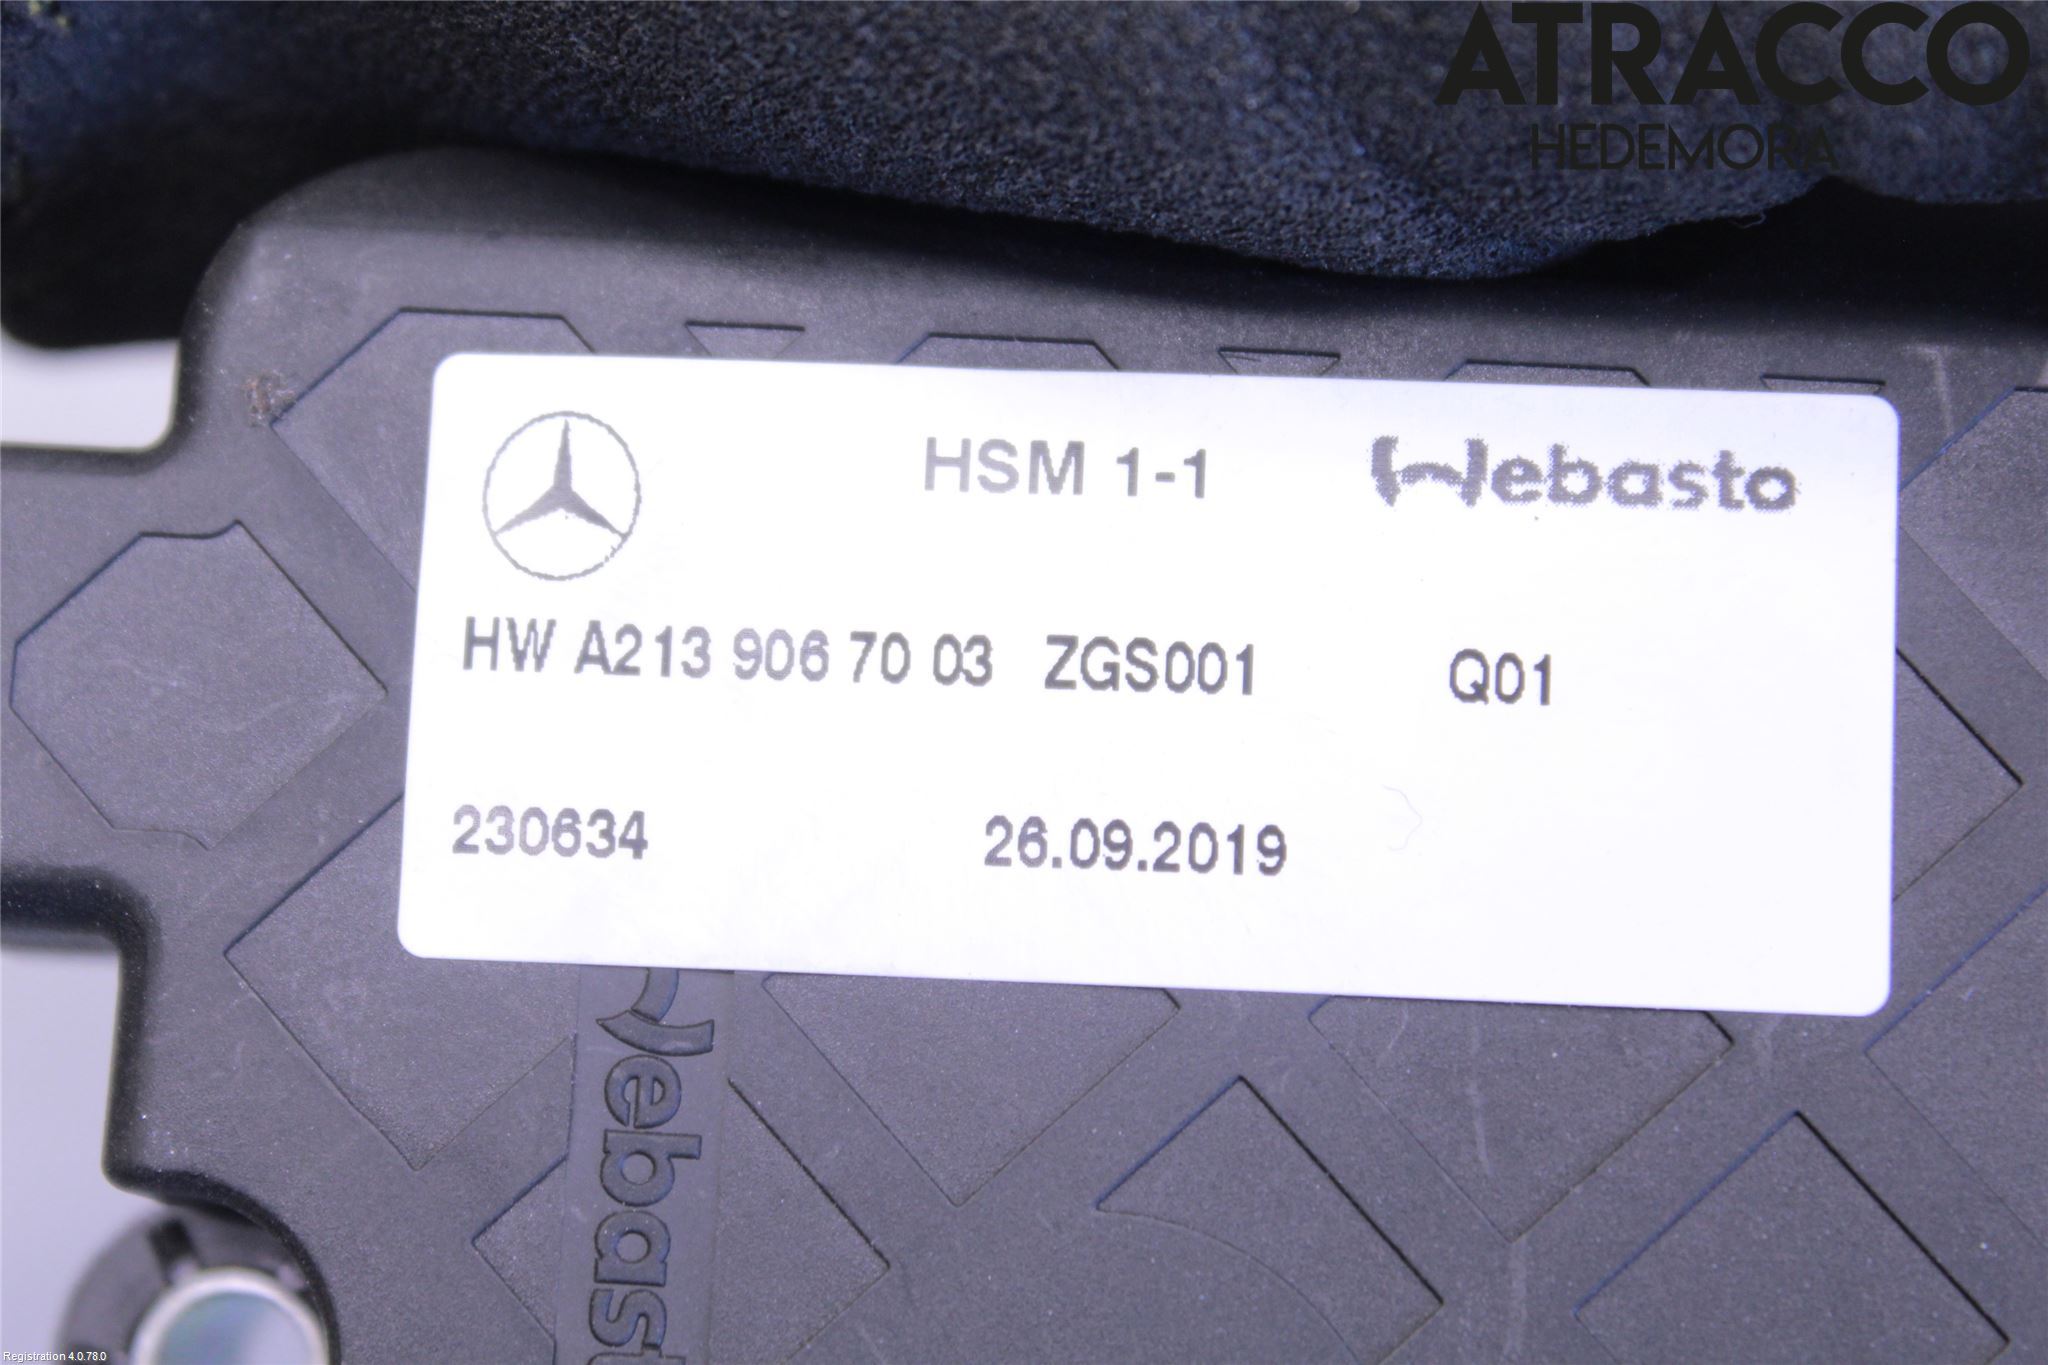 ATRACCO
HEDEMORA
HSM 1-1 Webasto
HW A213 906 70 03 ZGS001 Q01
230634 26.09.2019
Webast
Registration 4.0.78.0